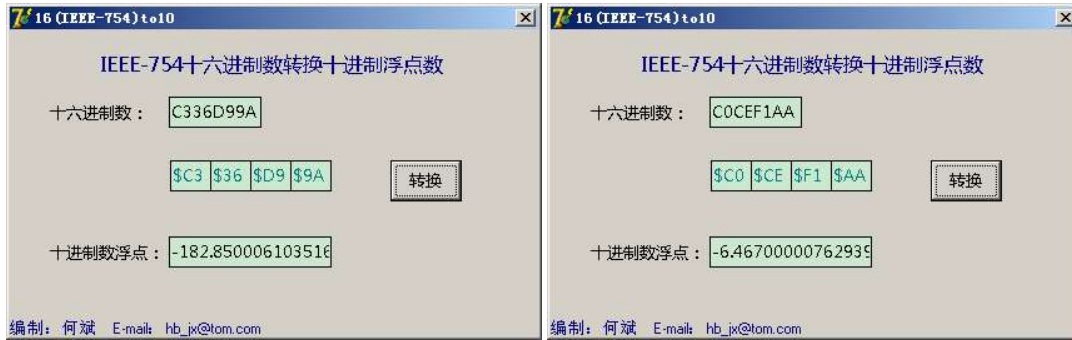 16(IEEE-754)to10
IEEE-754十六进制数转换十进制浮点数
十六进制数： C336D99A
$C3 $36 $D9 $9A 转换
十进制数浮点： -182.850006103516
编制： 何斌 E-mail： hb_jx@tom.com
16(IEEE-754)to10
IEEE-754十六进制数转换十进制浮点数
十六进制数： C0CEF1AA
$C0 $CE $F1 $AA 转换
十进制数浮点： -6.46700000762939
编制： 何斌 E-mail： hb_jx@tom.com